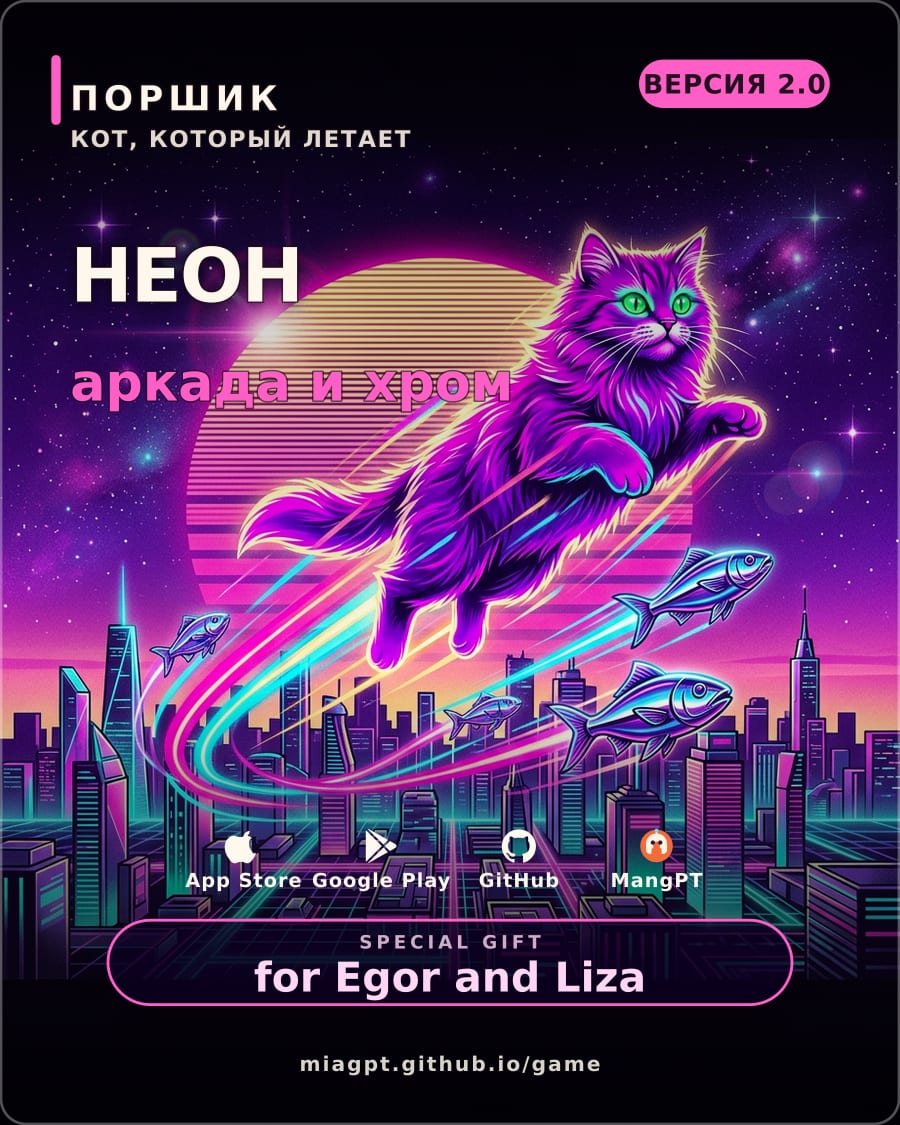 ПОРШИК
КОТ, КОТОРЫЙ ЛЕТАЕТ
ВЕРСИЯ 2.0
НЕОН
аркада и хром
App Store
Google Play
GitHub
MangPT
SPECIAL GIFT
for Egor and Liza
miagpt.github.io/game